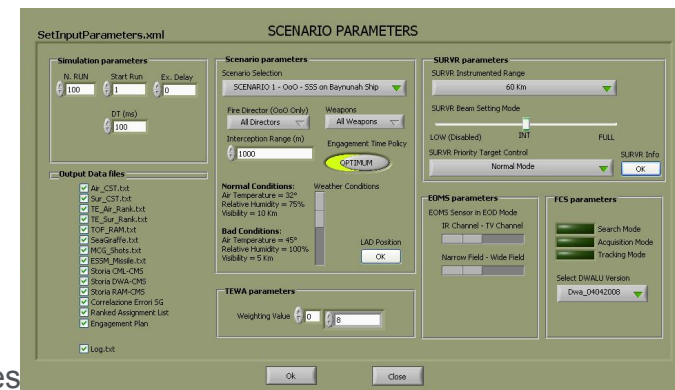 SCENARIO PARAMETERS
SetInputParameters.xml
Simulation parameters
N. RUN Start Run Ex. Delay
100 1 0
DT (ms)
100
Output Data files
Air_CST.txt
Sur_CST.txt
TE_Air_Rank.txt
TE_Sur_Rank.txt
TOF_RAM.txt
SeaGraffe.txt
MCG_Shots.txt
ESSM_Missile.txt
Storia CML-CMS
Storia DWA-CMS
Storia RAM-CMS
Correlazione Errori SG
Ranked Assignment List
Engagement Plan
Log.txt
Scenario parameters
Scenario Selection
SCENARIO 1 - OoO - SSS on Baynunah Ship
Fire Director (OoO Only) Weapons
All Directors All Weapons
Interception Range (m) Engagement Time Policy
1000 OPTIMUM
Normal Conditions: Weather Conditions
Air Temperature = 32°
Relative Humidity = 75%
Visibility = 10 Km
Bad Conditions:
Air Temperature = 45°
Relative Humidity = 100%
Visibility = 5 Km
LAD Position
OK
TEWA parameters
Weighting Value 0 8
SURVR parameters
SURVR Instrumented Range
60 Km
SURVR Beam Setting Mode
LOW (Disabled) INT FULL
SURVR Priority Target Control SURVR Info
Normal Mode OK
EOMS parameters
EOMS Sensor in EOD Mode
IR Channel - TV Channel
Narrow Field - Wide Field
FCS parameters
Search Mode
Acquisition Mode
Tracking Mode
Select DWALU Version
Dwa_04042008
Ok Close
es